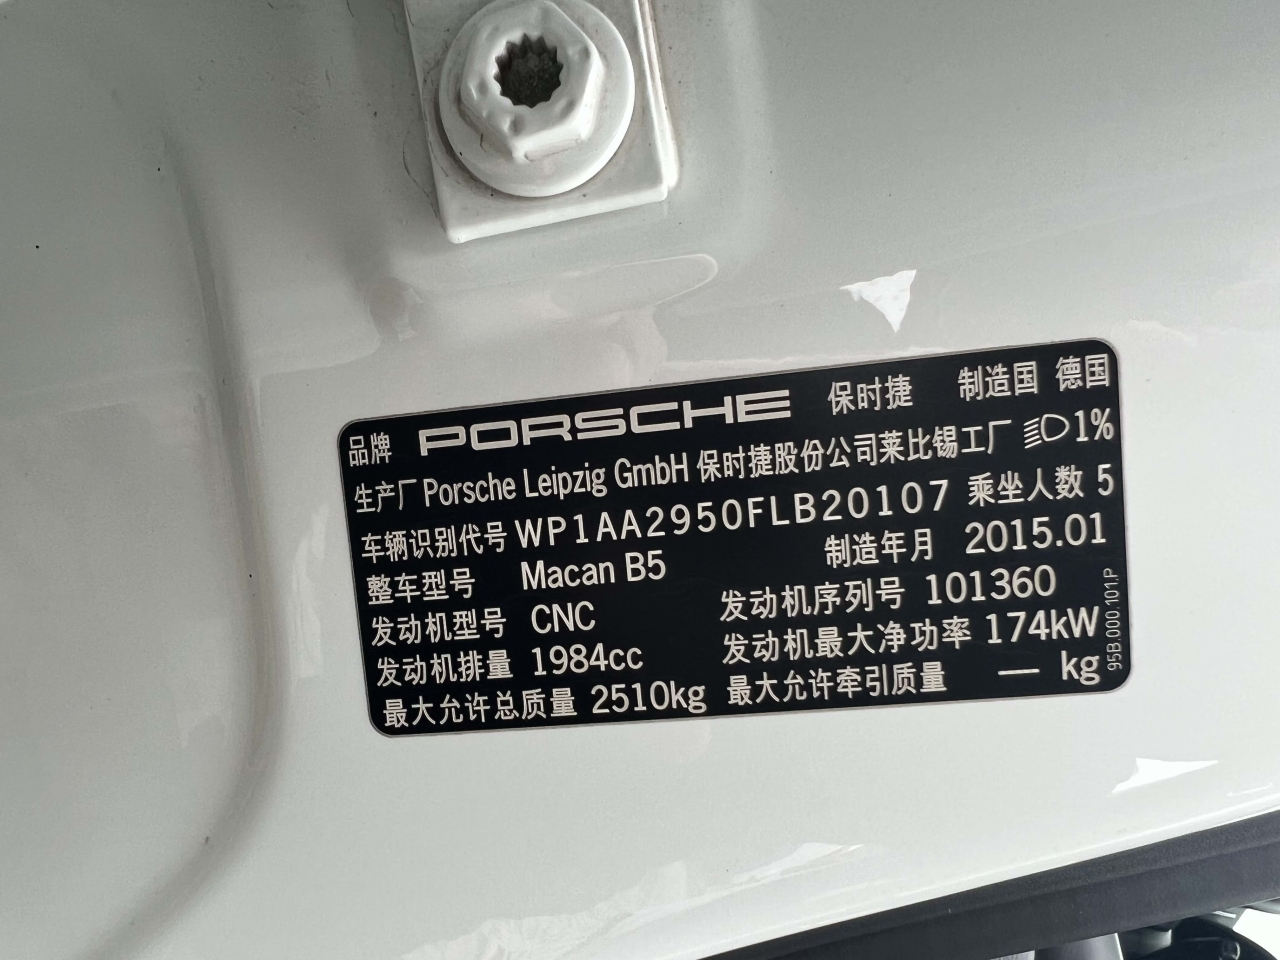 品牌 PORSCHE 保时捷 制造国 德国
生产厂 Porsche Leipzig GmbH 保时捷股份公司莱比锡工厂 1%
车辆识别代号 WP1AA2950FLB20107 乘坐人数 5
整车型号 Macan B5 制造年月 2015.01
发动机型号 CNC 发动机序列号 101360
发动机排量 1984cc 发动机最大净功率 174kW
最大允许总质量 2510kg 最大允许牵引质量 — kg
95B.000.101.P